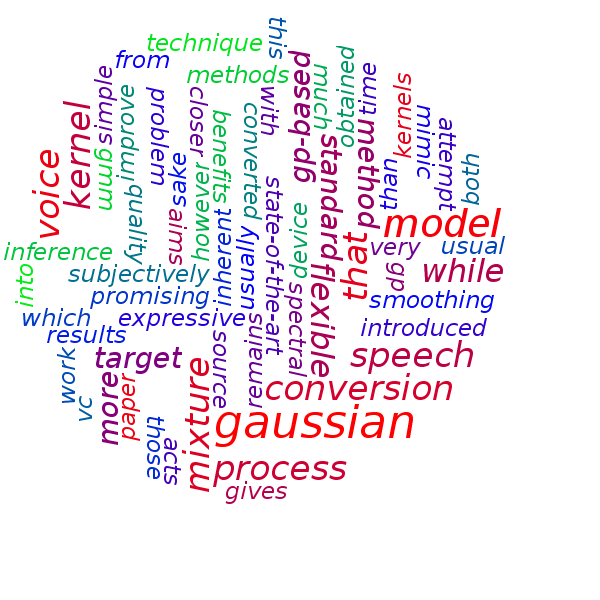 this
technique
from
methods
simple
improve
problem
closer
benefits
converted
with
gp-based
much
obtained
time
kernels
mimic
attempt
both
kernel
voice
gmm
quality
sake
aims
however
inherent
usually
state-of-the-art
device
standard
method
than
model
that
very
gp
usual
while
inference
into
subjectively
promising
which
expressive
results
smoothing
introduced
flexible
spectral
remains
source
work
vc
target
more
paper
mixture
speech
conversion
gaussian
those
acts
process
gives